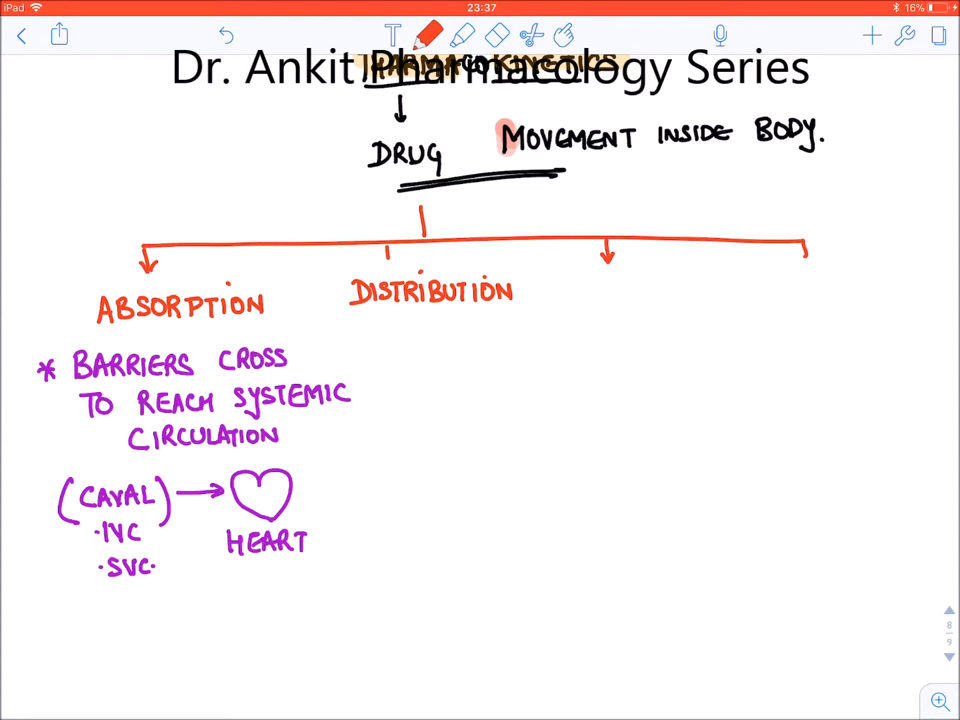 iPad 23:37 16%
Dr. Ankit Pharmacology Series
PHARMACOKINETICS
DRUG MOVEMENT INSIDE BODY.
ABSORPTION DISTRIBUTION
* BARRIERS CROSS
TO REACH SYSTEMIC
CIRCULATION
(CAVAL)
· IVC
HEART
· SVC ·
T
8
9